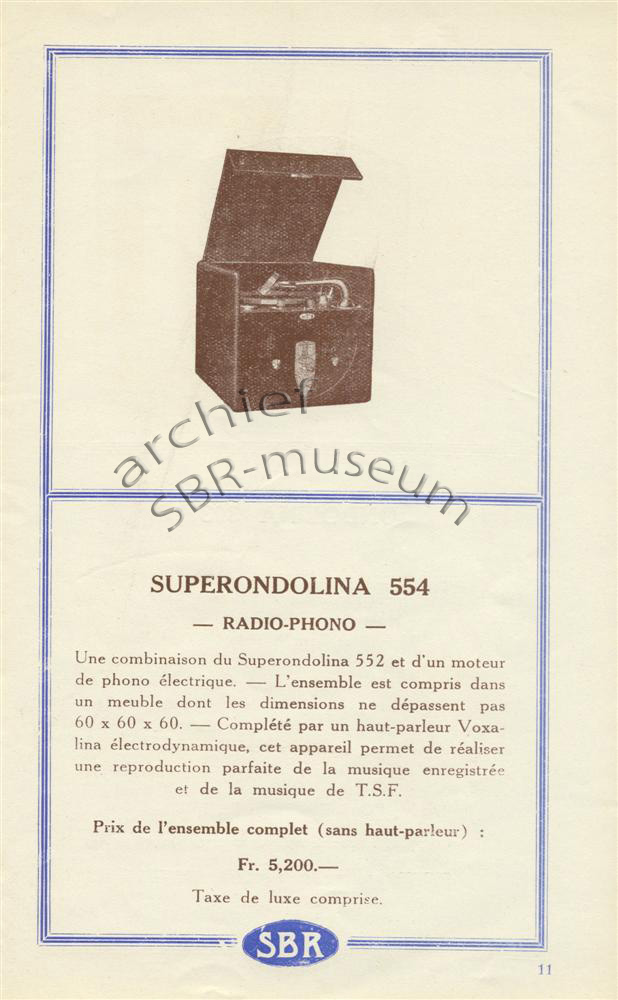 archief
SBR-museum
SUPERONDOLINA 554
— RADIO-PHONO —
Une combinaison du Superondolina 552 et d'un moteur
de phono électrique. — L'ensemble est compris dans
un meuble dont les dimensions ne dépassent pas
60 x 60 x 60. — Complété par un haut-parleur Voxa-
lina électrodynamique, cet appareil permet de réaliser
une reproduction parfaite de la musique enregistrée
et de la musique de T.S.F.
Prix de l'ensemble complet (sans haut-parleur) :
Fr. 5,200.—
Taxe de luxe comprise.
SBR
11